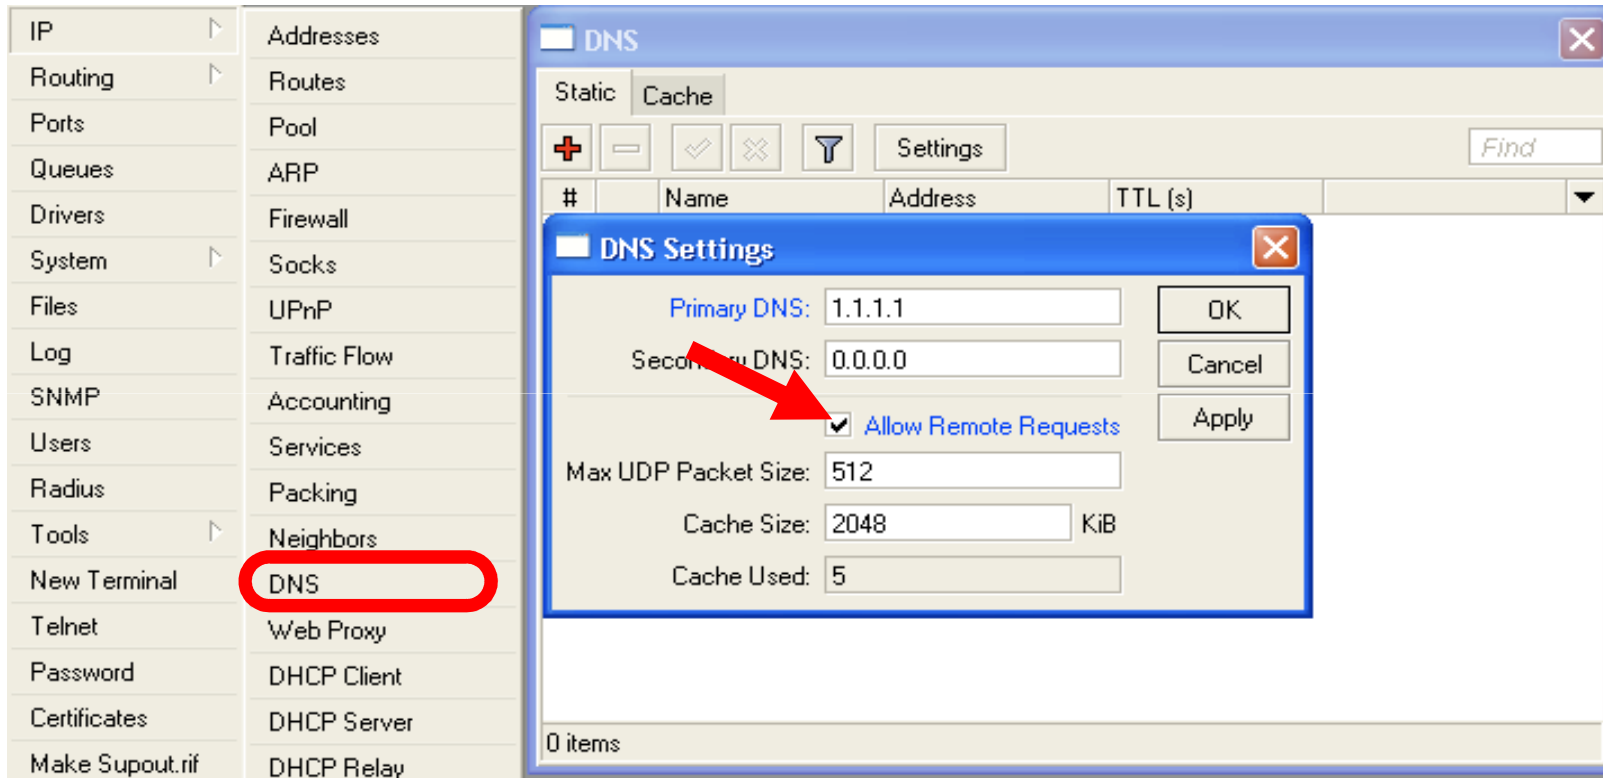 IP
Routing
Ports
Queues
Drivers
System
Files
Log
SNMP
Users
Radius
Tools
New Terminal
Telnet
Password
Certificates
Make Supout.rif
Addresses
Routes
Pool
ARP
Firewall
Socks
UPnP
Traffic Flow
Accounting
Services
Packing
Neighbors
DNS
Web Proxy
DHCP Client
DHCP Server
DHCP Relay
DNS
Static Cache
Settings Find
# Name Address TTL (s)
DNS Settings
Primary DNS: 1.1.1.1 OK
DNS: 0.0.0.0 Cancel
Allow Remote Requests Apply
Max UDP Packet Size: 512
Cache Size: 2048 KiB
Cache Used: 5
0 items